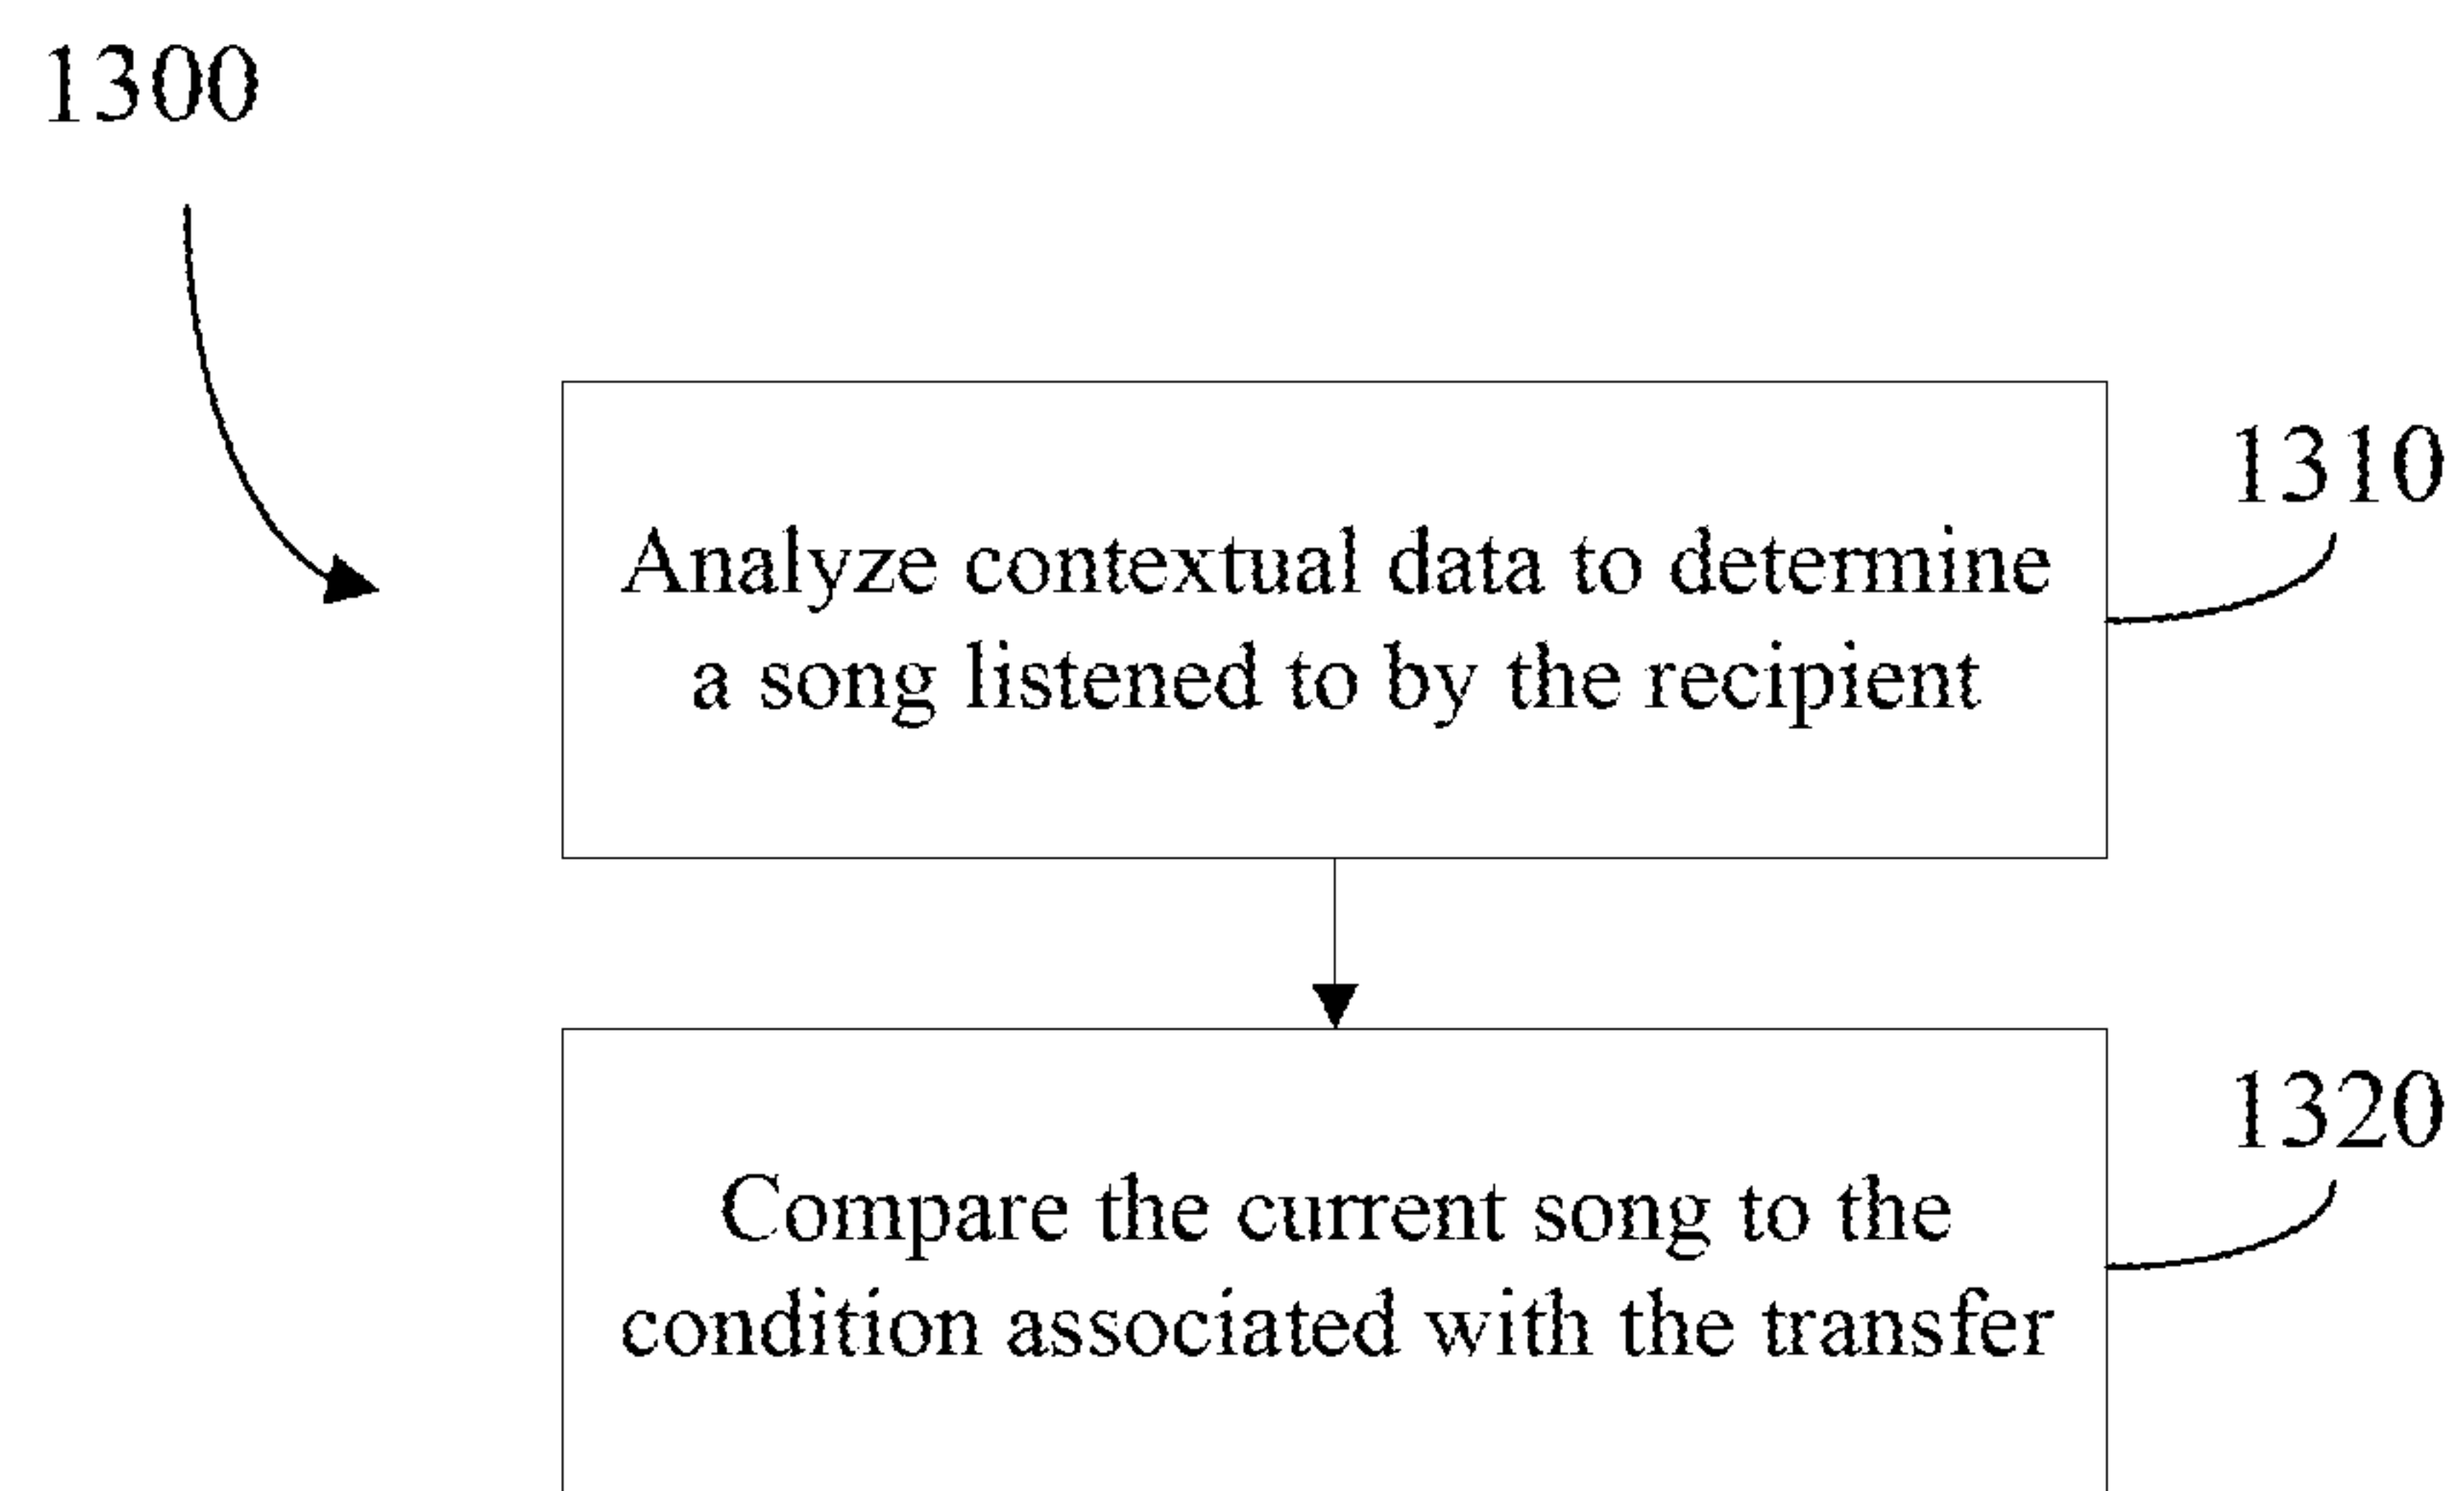 1300
1310
Analyze contextual data to determine
a song listened to by the recipient
1320
Compare the current song to the
condition associated with the transfer